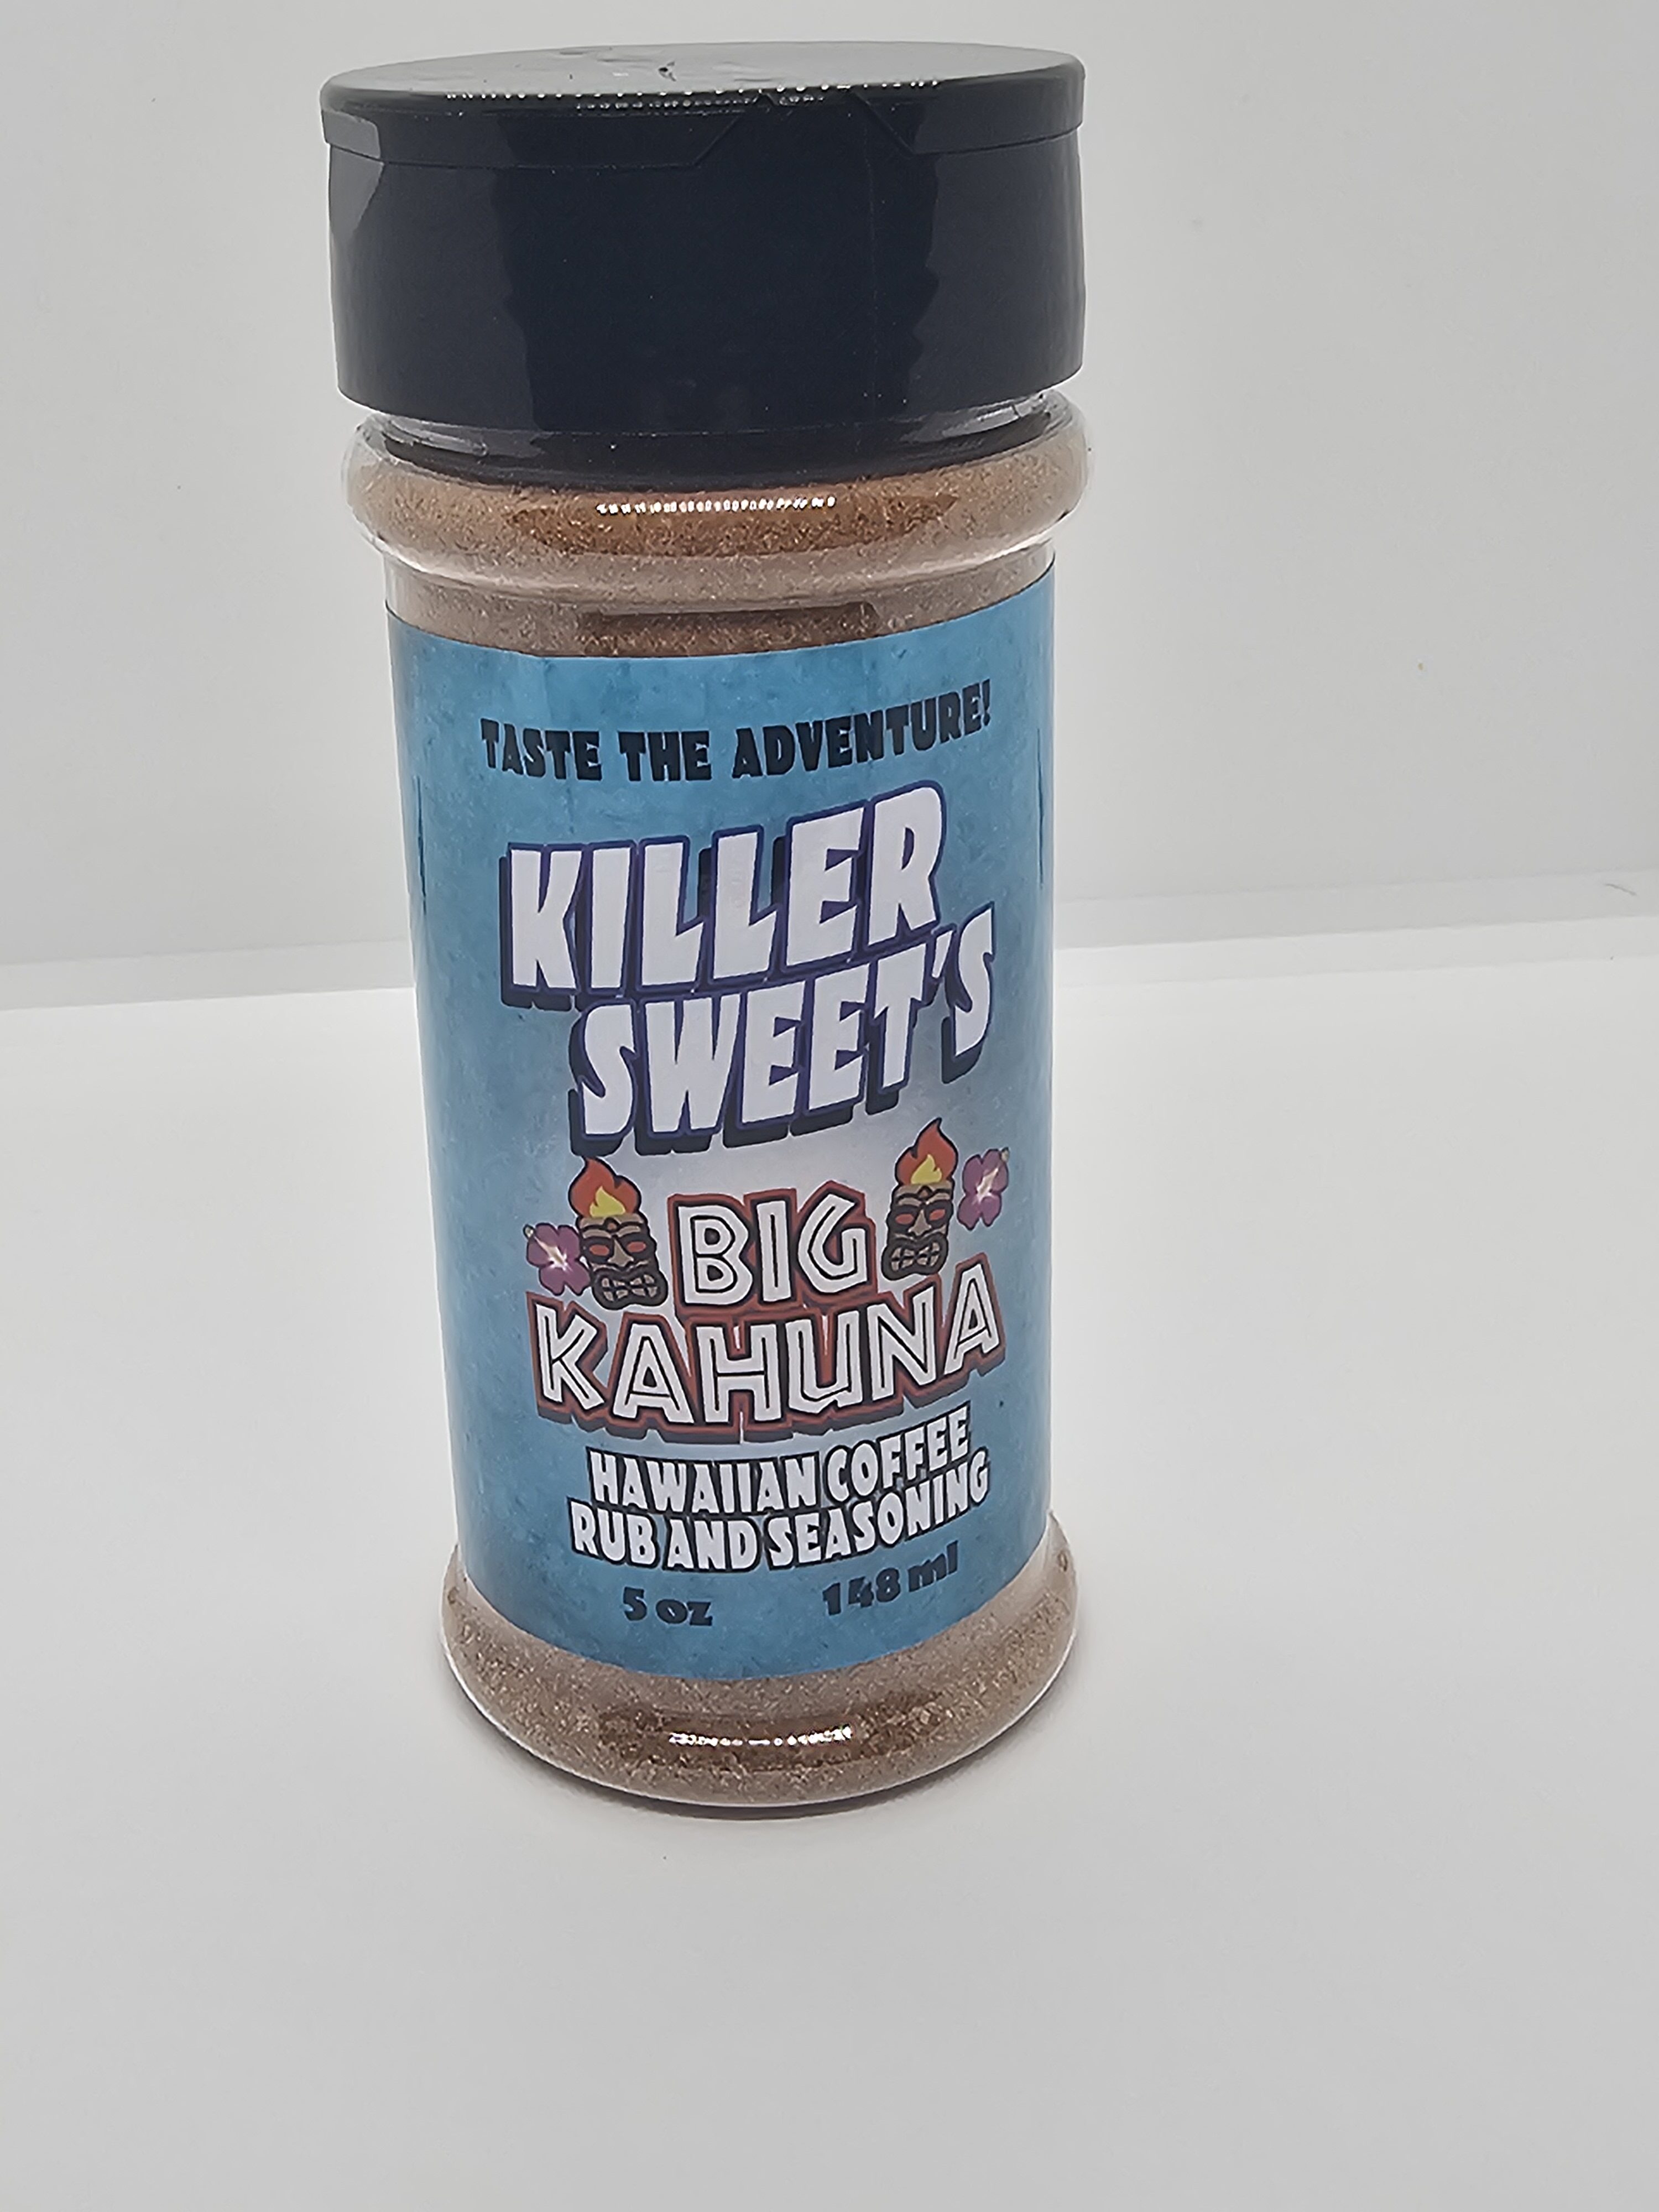 TASTE THE ADVENTURE!
KILLER
SWEET'S
BIG
KAHUNA
HAWAIIAN COFFEE
RUB AND SEASONING
5 oz 148 ml